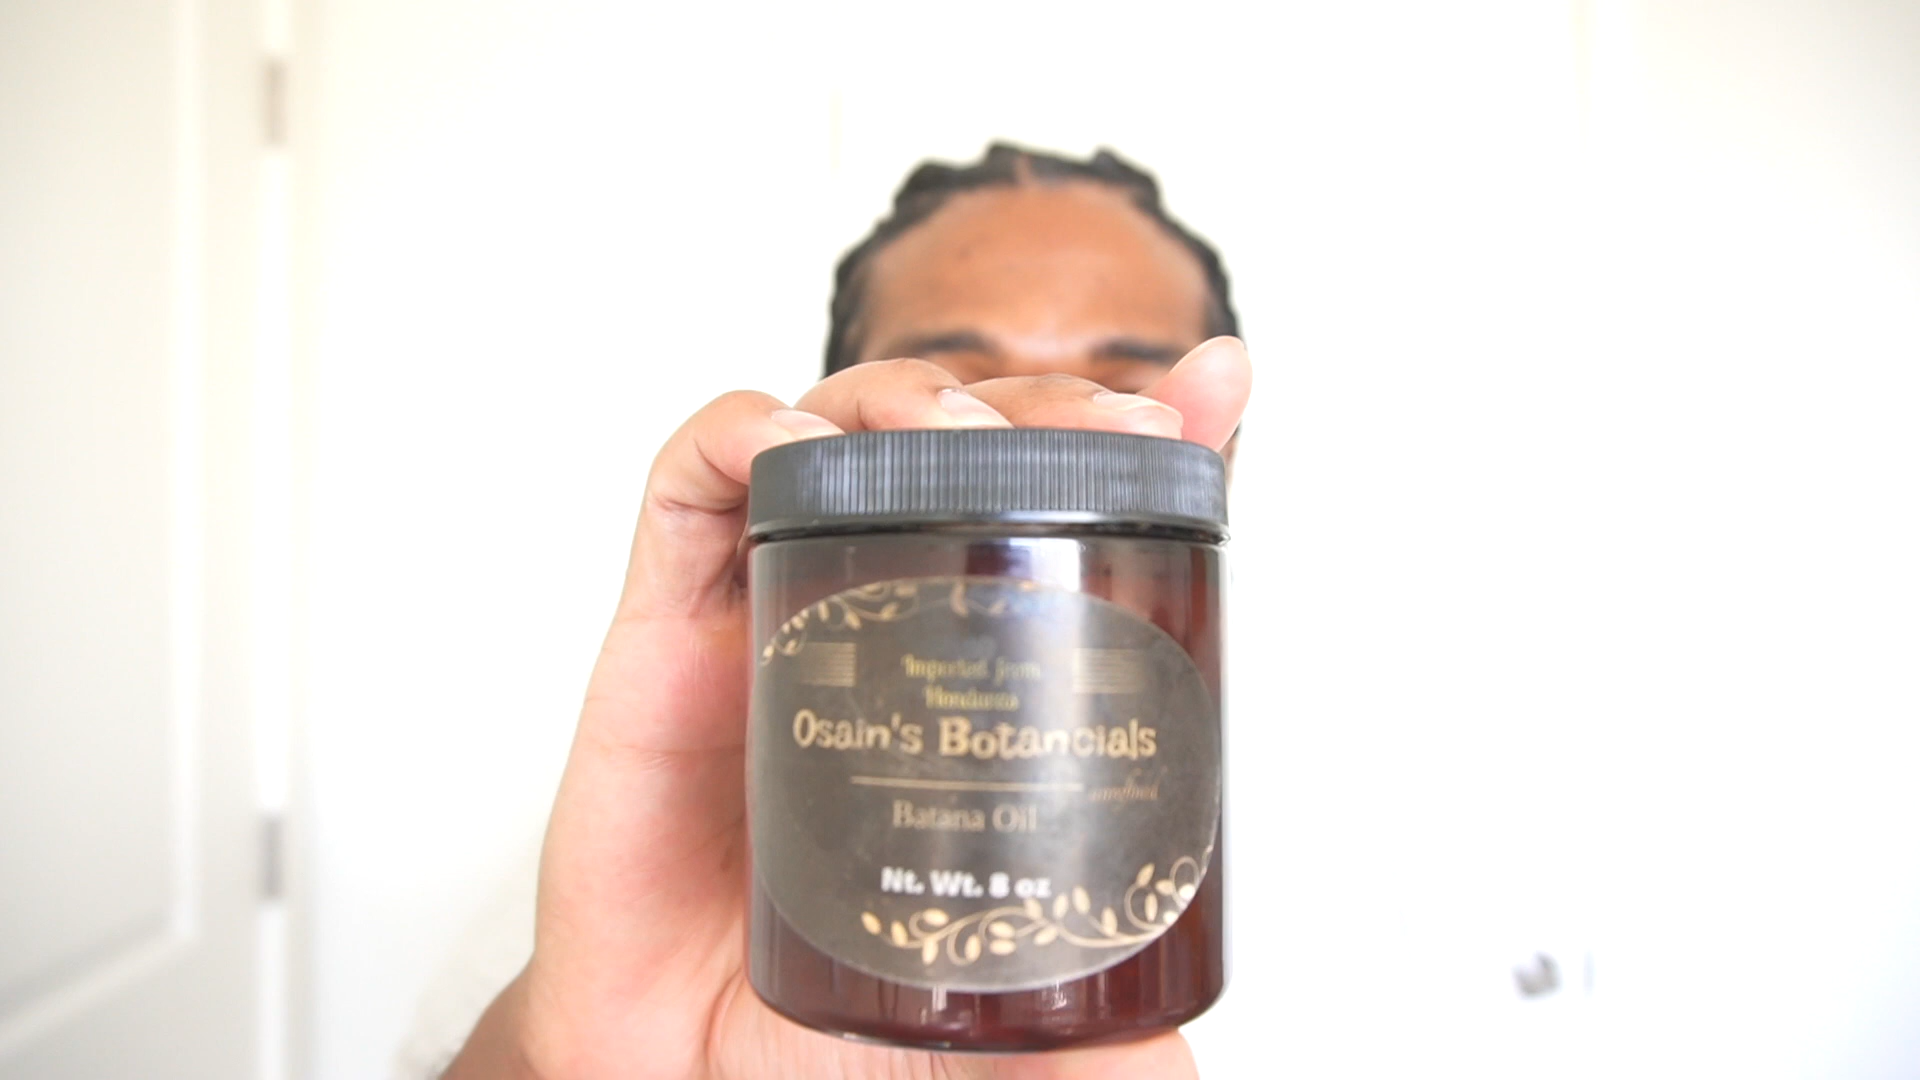 Imported from
Honduras
Osain's Botancials
unrefined
Batana Oil
Nt. Wt. 8 oz